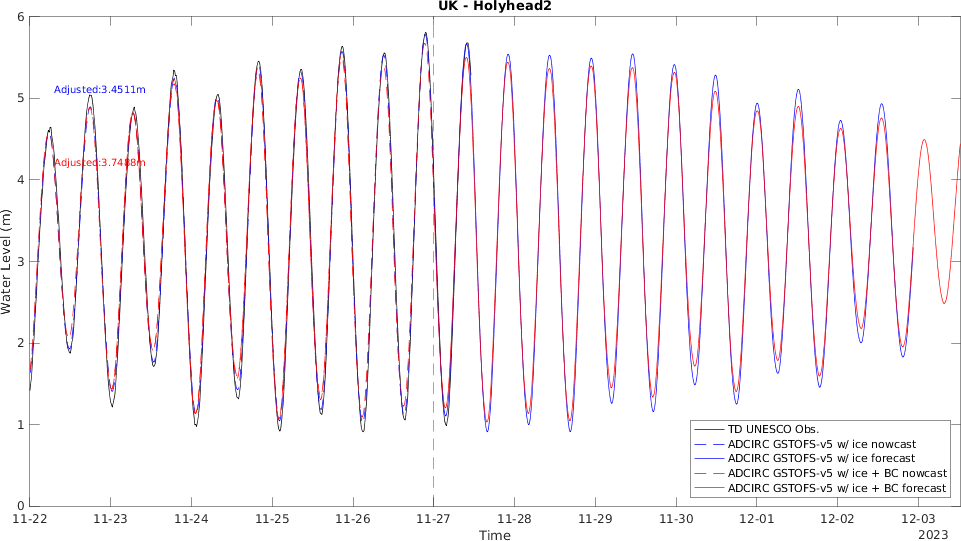 UK - Holyhead2
6
5
4
3
2
1
0
Water Level (m)
Adjusted:3.4511m
Adjusted:3.7488m
TD UNESCO Obs.
ADCIRC GSTOFS-v5 w/ ice nowcast
ADCIRC GSTOFS-v5 w/ ice forecast
ADCIRC GSTOFS-v5 w/ ice + BC nowcast
ADCIRC GSTOFS-v5 w/ ice + BC forecast
11-22 11-23 11-24 11-25 11-26 11-27 11-28 11-29 11-30 12-01 12-02 12-03
Time
2023